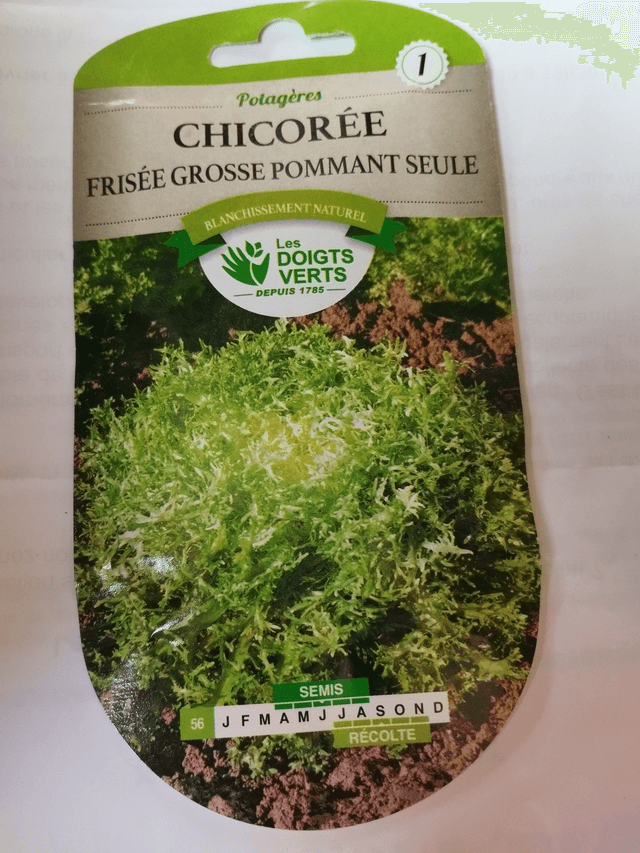 1
Potagères
CHICORÉE
FRISÉE GROSSE POMMANT SEULE
BLANCHISSEMENT NATUREL
Les
DOIGTS
VERTS
DEPUIS 1785
SEMIS
56 J F M A M J J A S O N D
RÉCOLTE